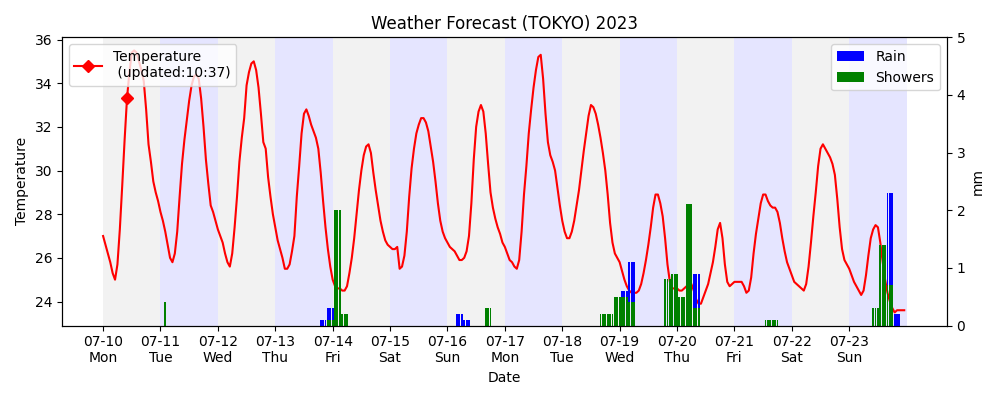 Weather Forecast (TOKYO) 2023
Temperature
(updated:10:37)
Rain
Showers
Temperature
36
34
32
30
28
26
24
5
4
3
2
1
0
mm
07-10 07-11 07-12 07-13 07-14 07-15 07-16 07-17 07-18 07-19 07-20 07-21 07-22 07-23
Mon Tue Wed Thu Fri Sat Sun Mon Tue Wed Thu Fri Sat Sun
Date